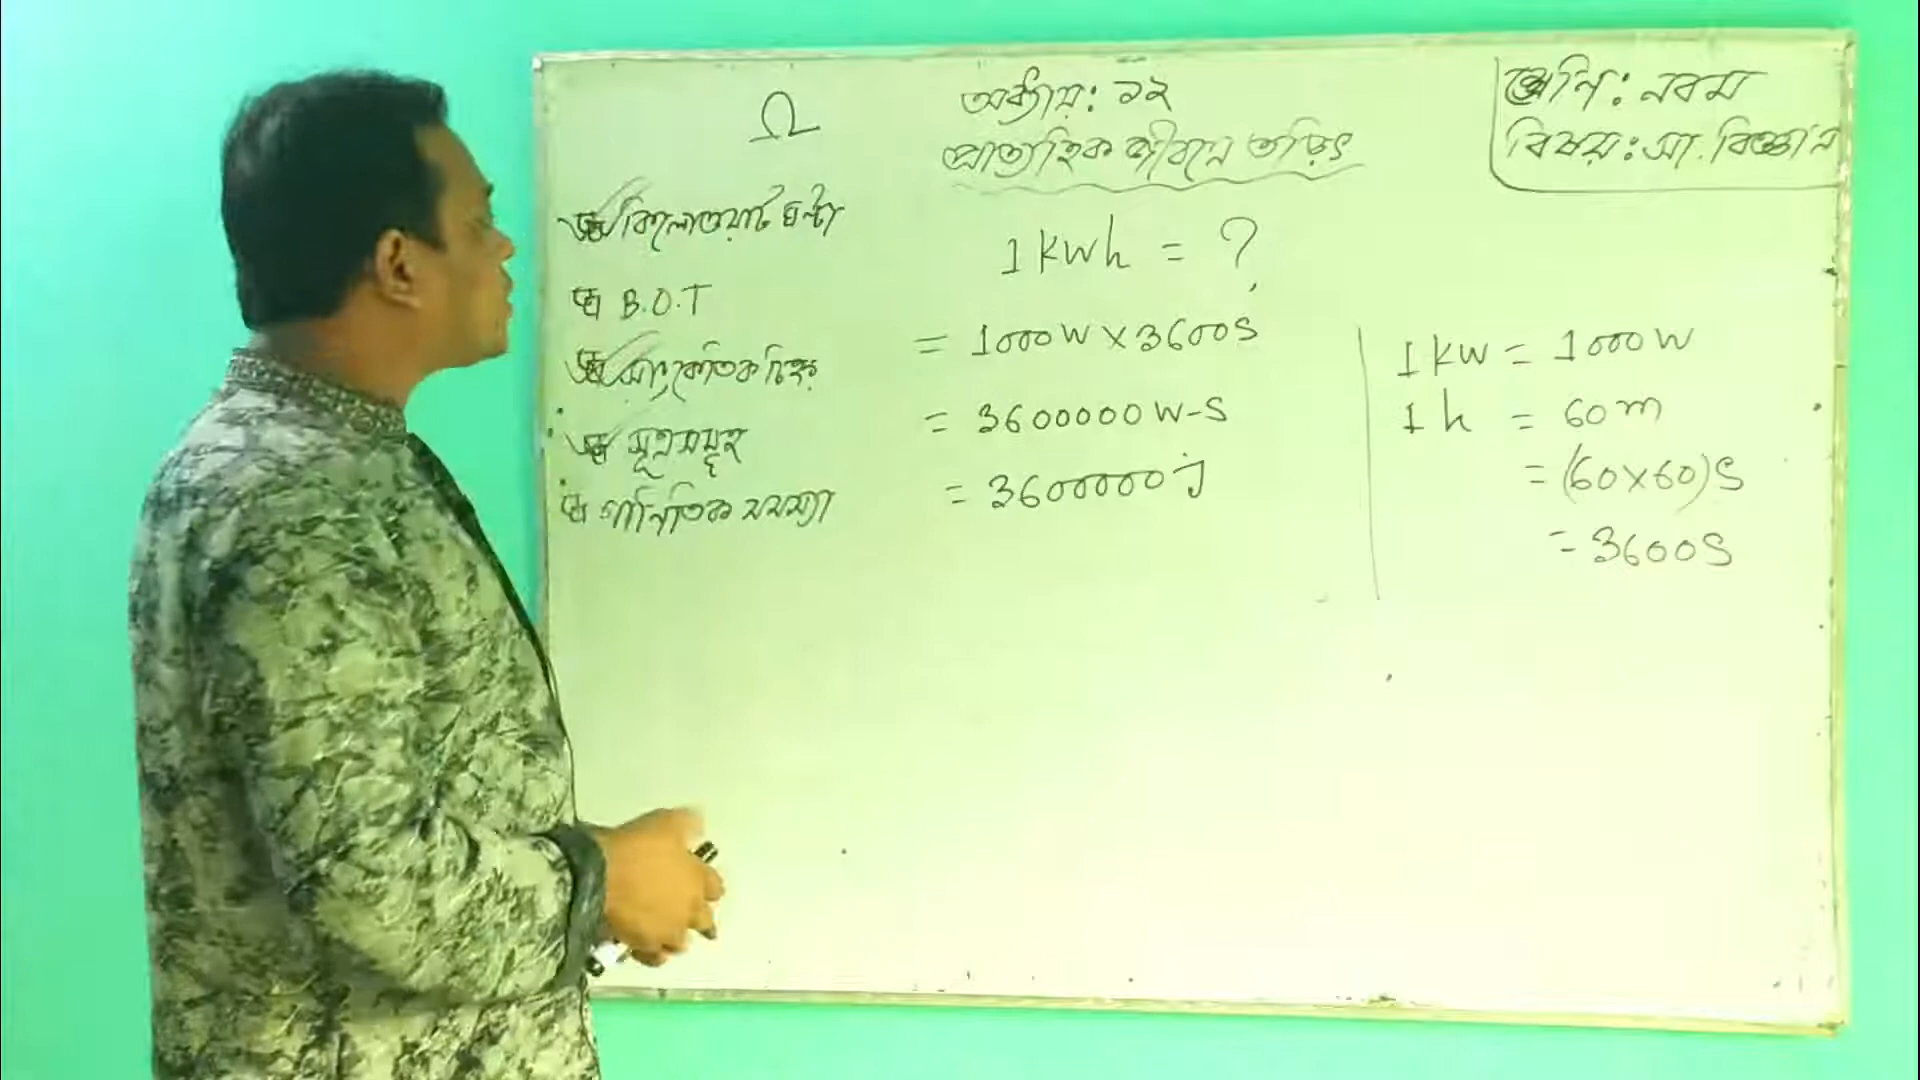 Ω
অধ্যায়: ১২
প্রাত্যহিক জীবনে তড়িৎ
শ্রেণি: নবম
বিষয়: সা. বিজ্ঞান
কিলোওয়াট ঘন্টা
B.O.T
সাংকেতিক চিহ্ন
সূত্রসমূহ
গাণিতিক সমস্যা
1 kwh = ?
= 1000 W × 3600 S
= 3600000 W-S
= 3600000 j
1 kw = 1000 W
1 h = 60 m
= (60×60) S
= 3600 S